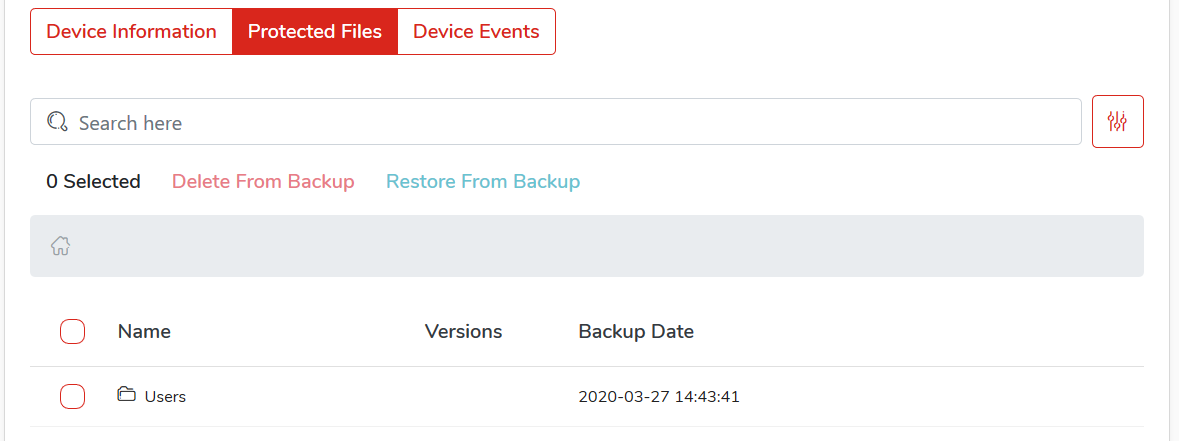 Device Information Protected Files Device Events
Search here
0 Selected Delete From Backup Restore From Backup
Name Versions Backup Date
Users 2020-03-27 14:43:41